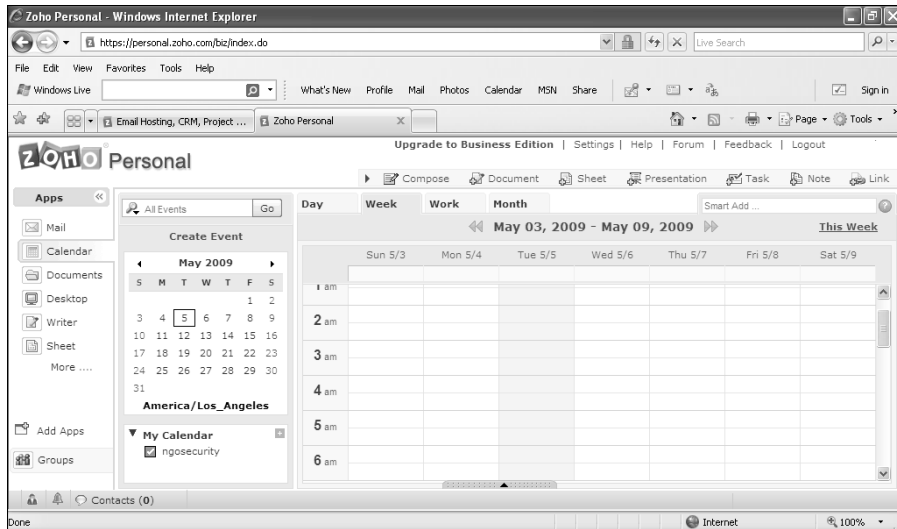 Zoho Personal - Windows Internet Explorer
https://personal.zoho.com/biz/index.do
Live Search
File Edit View Favorites Tools Help
Windows Live What's New Profile Mail Photos Calendar MSN Share Sign in
Email Hosting, CRM, Project ... Zoho Personal Page Tools
ZOHO Personal
Upgrade to Business Edition | Settings | Help | Forum | Feedback | Logout
Compose Document Sheet Presentation Task Note Link
Apps
Mail
Calendar
Documents
Desktop
Writer
Sheet
More ....
Add Apps
Groups
All Events Go
Create Event
May 2009
S M T W T F S
1 2
3 4 5 6 7 8 9
10 11 12 13 14 15 16
17 18 19 20 21 22 23
24 25 26 27 28 29 30
31
America/Los_Angeles
My Calendar
ngosecurity
Day Week Work Month Smart Add ...
May 03, 2009 - May 09, 2009 This Week
Sun 5/3 Mon 5/4 Tue 5/5 Wed 5/6 Thu 5/7 Fri 5/8 Sat 5/9
1 am
2 am
3 am
4 am
5 am
6 am
Contacts (0)
Done Internet 100%